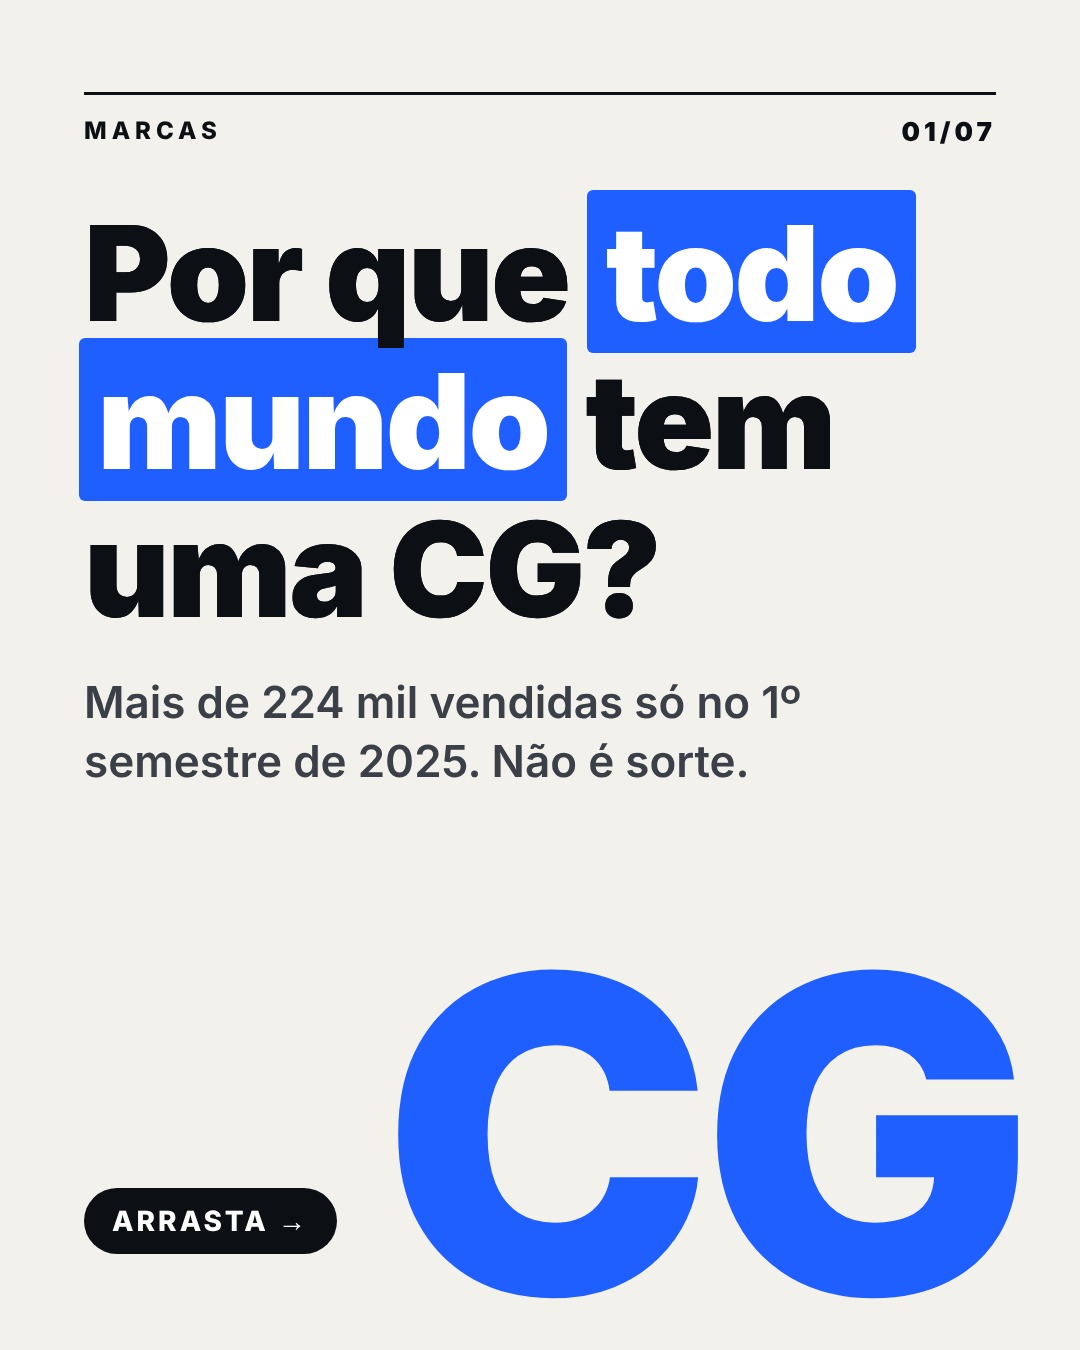 MARCAS
01/07
Por que todo
mundo tem
uma CG?
Mais de 224 mil vendidas só no 1º
semestre de 2025. Não é sorte.
CG
ARRASTA →